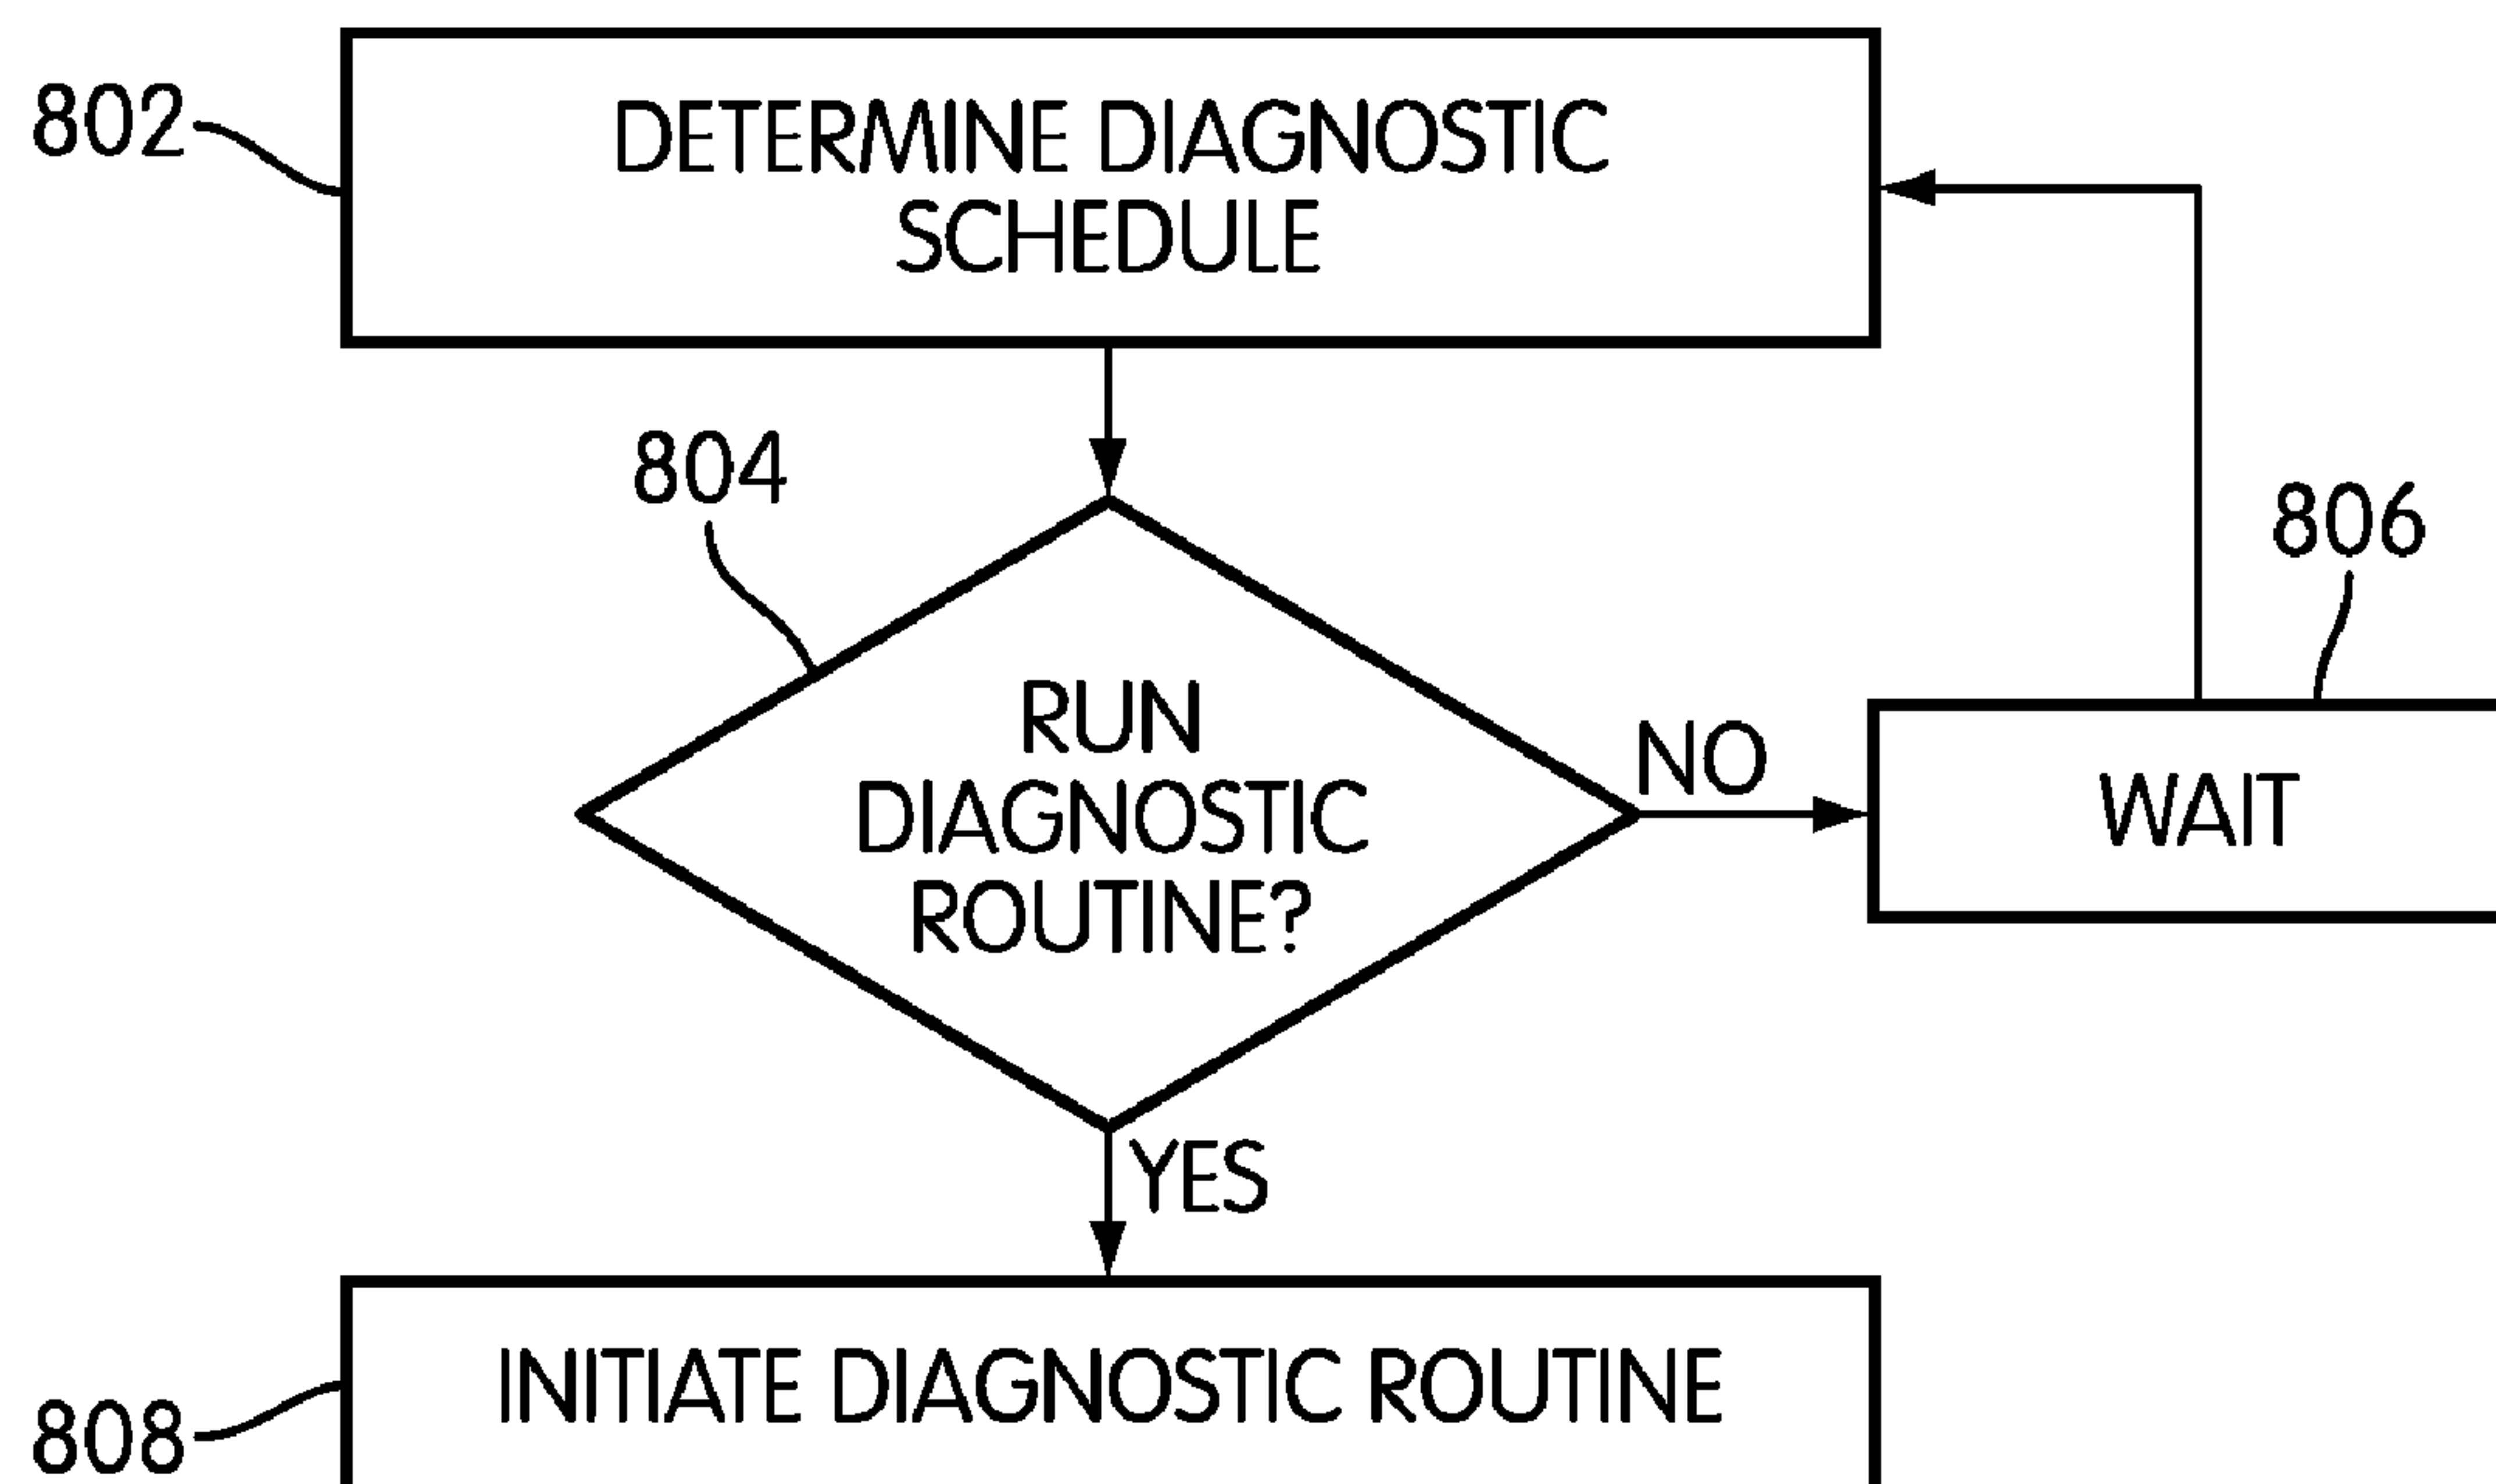 802
DETERMINE DIAGNOSTIC
SCHEDULE
804
806
RUN
DIAGNOSTIC
ROUTINE?
NO
WAIT
YES
INITIATE DIAGNOSTIC ROUTINE
808